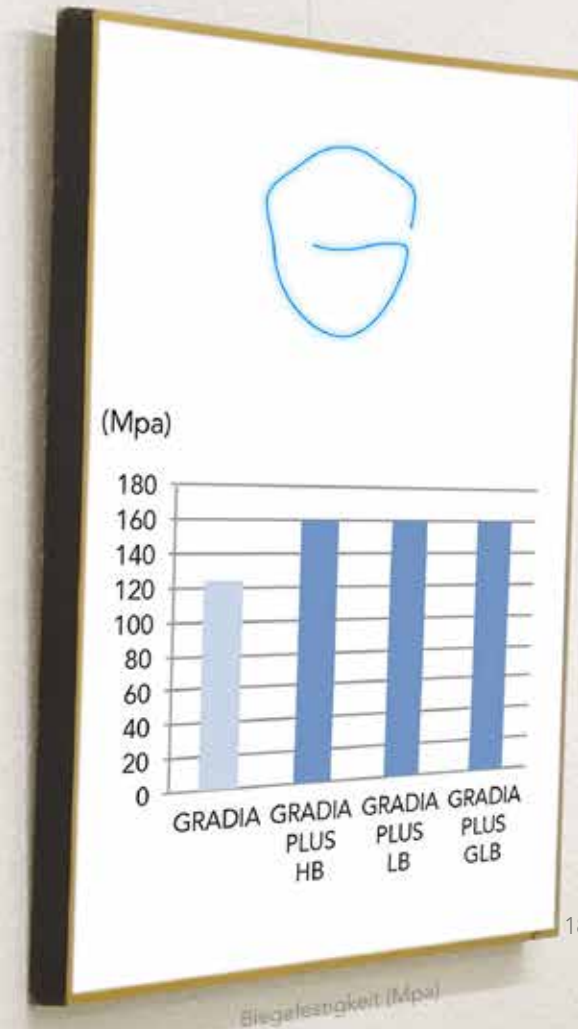 (Mpa)
180
160
140
120
100
80
60
40
20
0
GRADIA
GRADIA
PLUS
HB
GRADIA
PLUS
LB
GRADIA
PLUS
GLB
Biegefestigkeit (Mpa)